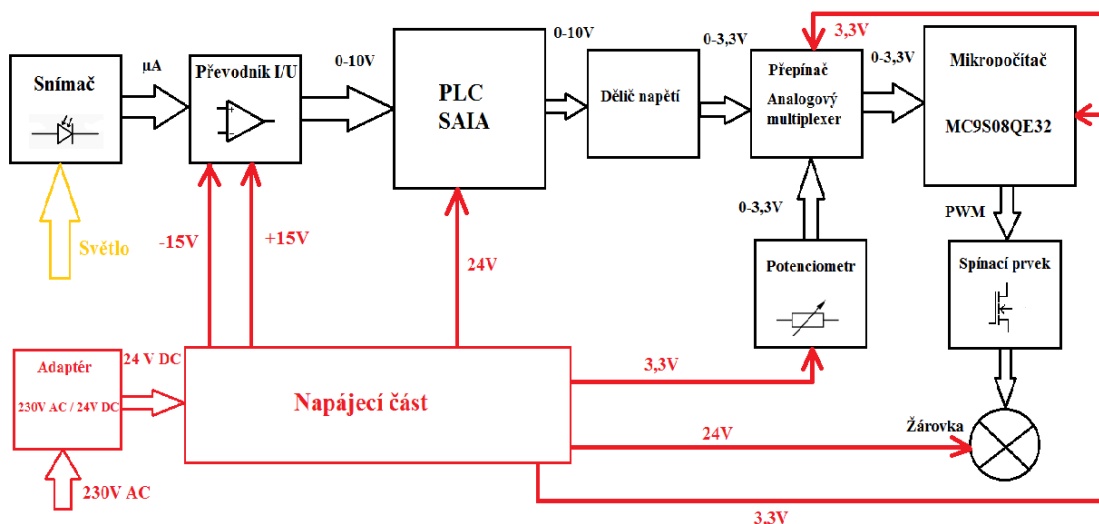 Snímač
µA
Převodník I/U
0-10V
PLC
SAIA
0-10V
Dělič napětí
0-3,3V
Přepínač
Analogový
multiplexer
3,3V
0-3,3V
Mikropočítač
MC9S08QE32
Světlo
-15V
+15V
24V
0-3,3V
PWM
Potenciometr
Spínací prvek
Adaptér
230V AC / 24V DC
24 V DC
Napájecí část
3,3V
24V
Žárovka
230V AC
3,3V